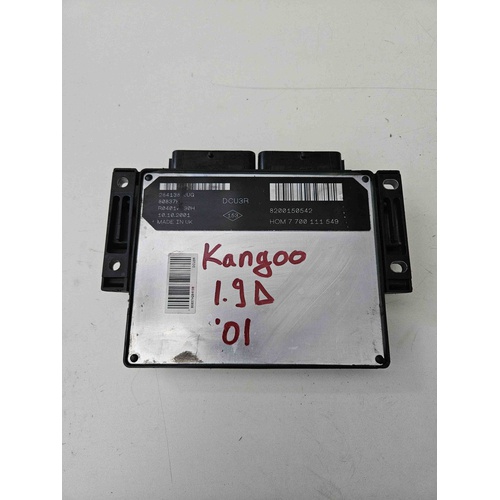 DCU3R
8200150542
10.10.2001
MADE IN UK
HOM 7 700 111 549
Kangoo
1.9D
'01